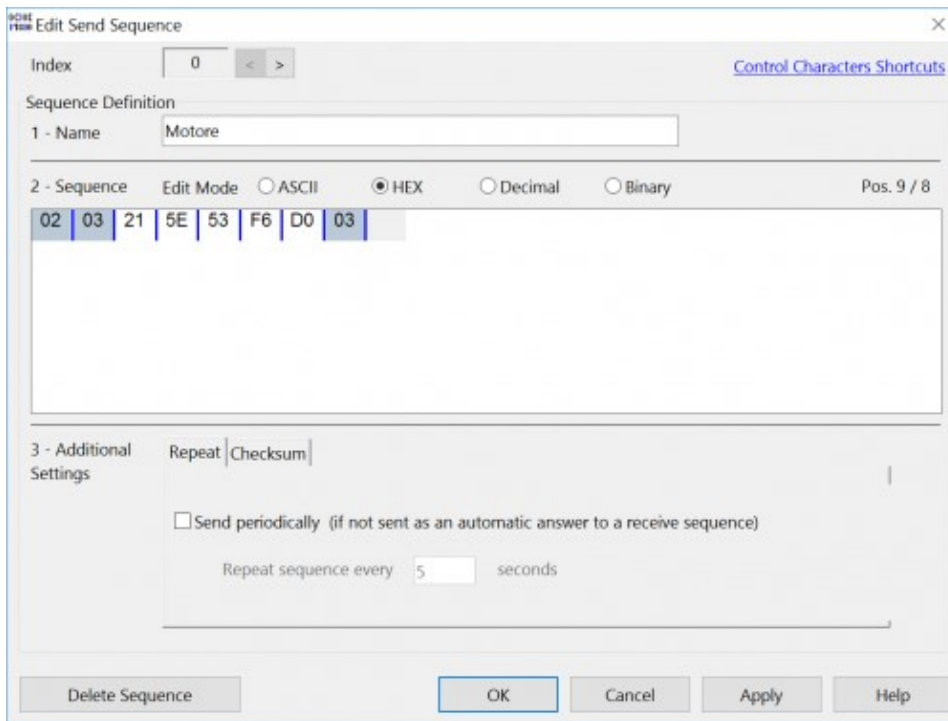 Edit Send Sequence
Index 0 < > Control Characters Shortcuts
Sequence Definition
1 - Name Motore
2 - Sequence Edit Mode ASCII HEX Decimal Binary Pos. 9 / 8
02 03 21 5E 53 F6 D0 03
3 - Additional Settings
Repeat Checksum
Send periodically (if not sent as an automatic answer to a receive sequence)
Repeat sequence every 5 seconds
Delete Sequence OK Cancel Apply Help